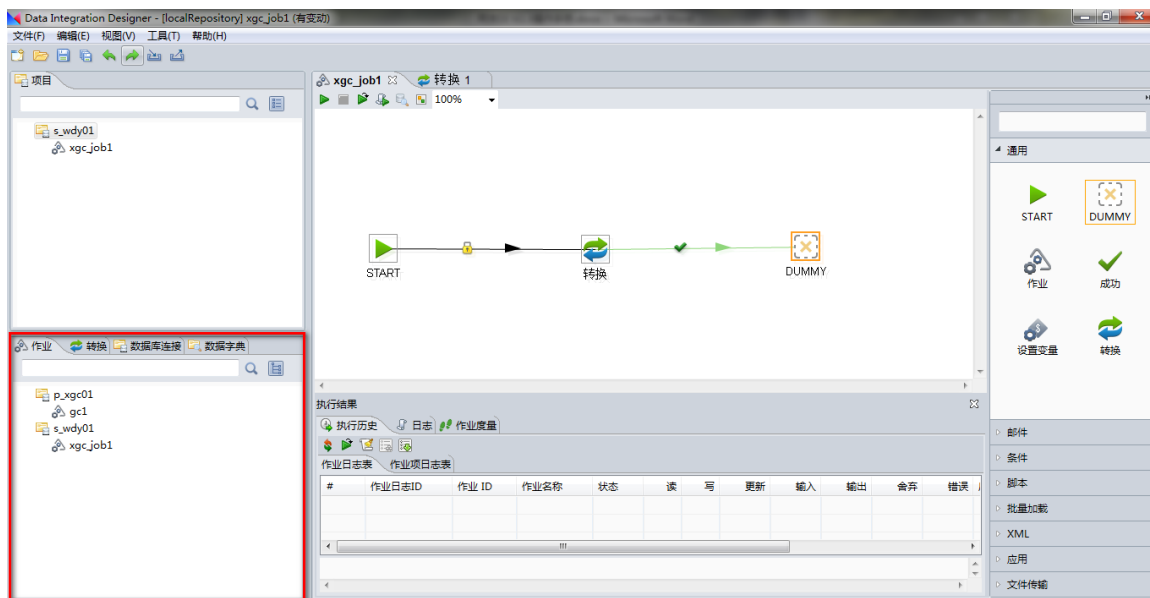 Data Integration Designer - [localRepository] xgc_job1 (有变动)
文件(F) 编辑(E) 视图(V) 工具(T) 帮助(H)
项目
s_wdy01
xgc_job1
作业 转换 数据库连接 数据字典
p_xgc01
gc1
s_wdy01
xgc_job1
xgc_job1 转换 1
100%
START
转换
DUMMY
执行结果
执行历史 日志 作业度量
作业日志表 作业项日志表
# 作业日志ID 作业 ID 作业名称 状态 读 写 更新 输入 输出 舍弃 错误
通用
START DUMMY
作业 成功
设置变量 转换
邮件
条件
脚本
批量加载
XML
应用
文件传输